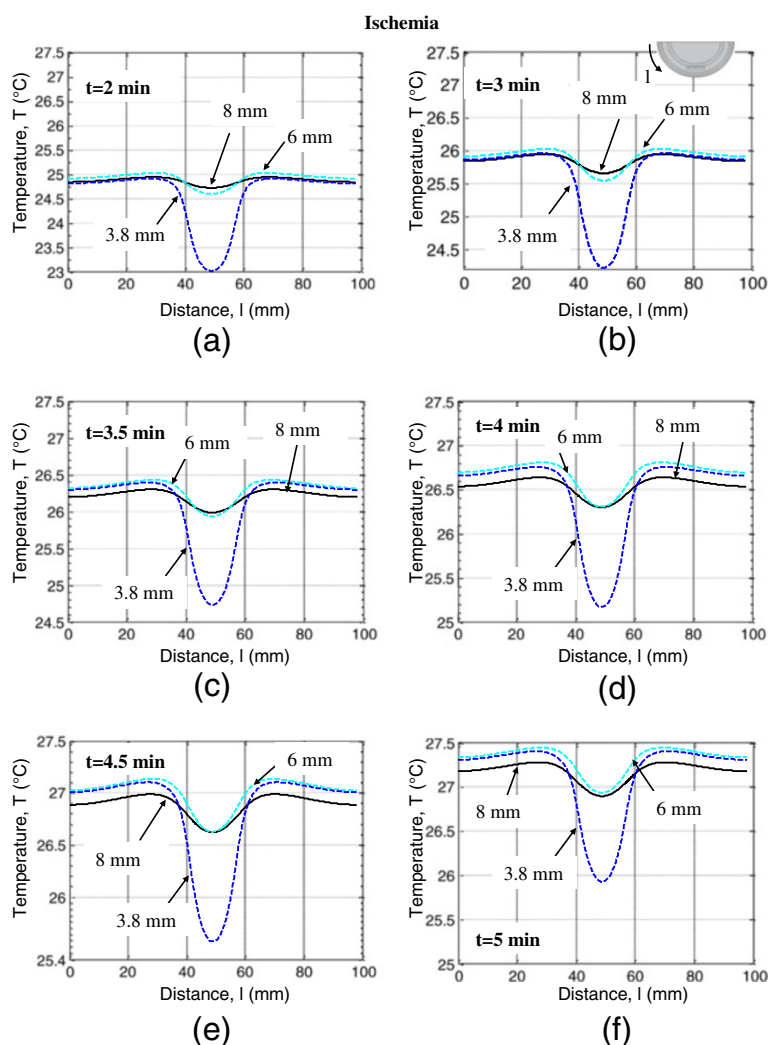 Ischemia
27.5
27
26.5
26
25.5
25
24.5
24
23.5
23
Temperature, T (°C)
t=2 min
8 mm
6 mm
3.8 mm
0 20 40 60 80 100
Distance, l (mm)
(a)
27.5
27
26.5
26
25.5
25
24.5
Temperature, T (°C)
t=3 min
l
8 mm
6 mm
3.8 mm
0 20 40 60 80 100
Distance, l (mm)
(b)
27.5
27
26.5
26
25.5
25
24.5
Temperature, T (°C)
t=3.5 min
6 mm
8 mm
3.8 mm
0 20 40 60 80 100
Distance, l (mm)
(c)
27.5
27
26.5
26
25.5
25
Temperature, T (°C)
t=4 min
6 mm
8 mm
3.8 mm
0 20 40 60 80 100
Distance, l (mm)
(d)
27.5
27
26.5
26
25.4
Temperature, T (°C)
t=4.5 min
6 mm
8 mm
3.8 mm
0 20 40 60 80 100
Distance, l (mm)
(e)
27.5
27
26.5
26
25.5
25
Temperature, T (°C)
8 mm
6 mm
3.8 mm
t=5 min
0 20 40 60 80 100
Distance, l (mm)
(f)